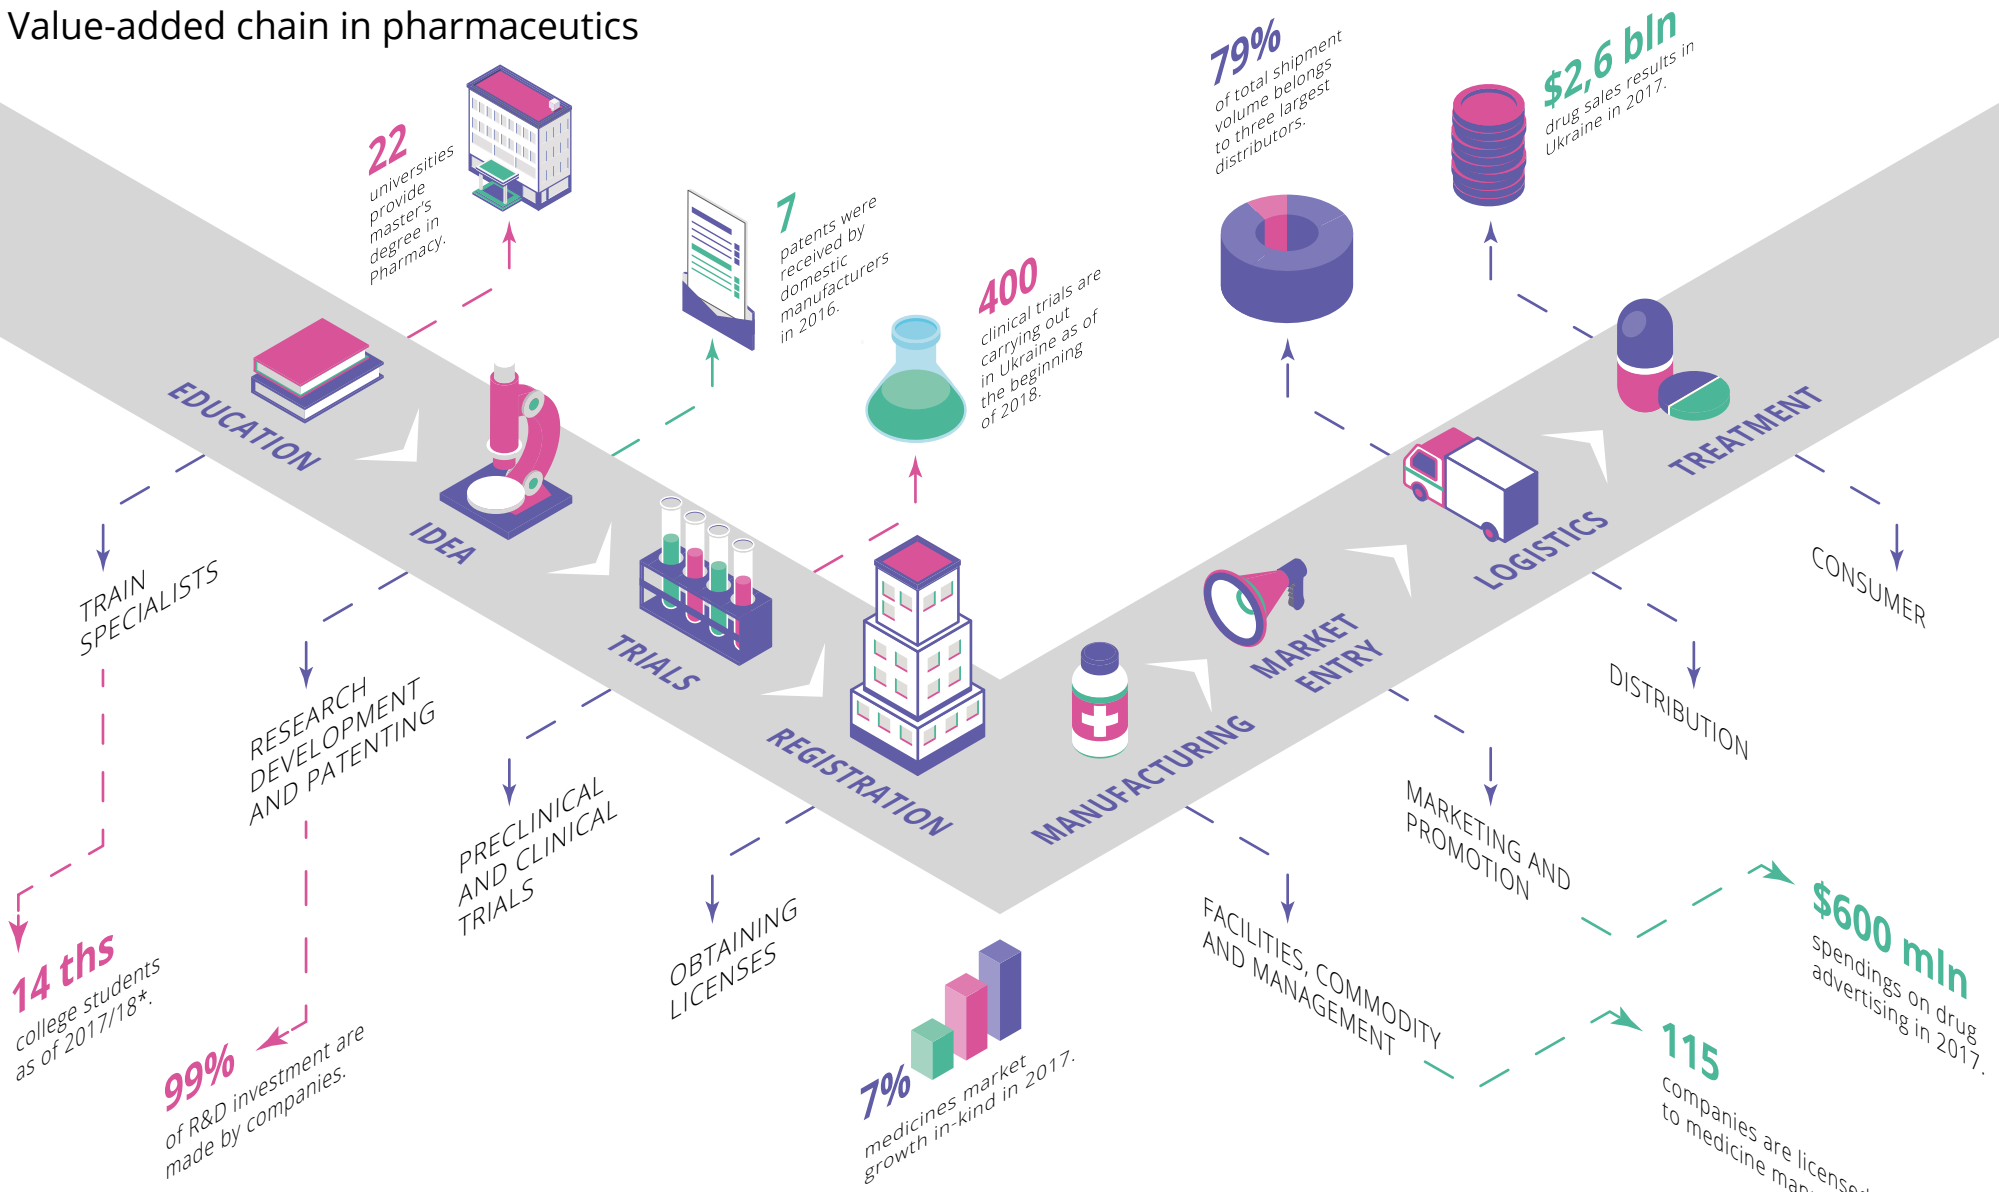 Value-added chain in pharmaceutics
22
universities
provide
master's
degree in
Pharmacy.
7
patents were
received by
domestic
manufacturers
in 2016.
400
clinical trials are
carrying out
in Ukraine as of
the beginning
of 2018.
79%
of total shipment
volume belongs
to three largest
distributors.
$2,6 bln
drug sales results in
Ukraine in 2017.
EDUCATION
IDEA
TRIALS
REGISTRATION
MANUFACTURING
MARKET
ENTRY
LOGISTICS
TREATMENT
TRAIN
SPECIALISTS
RESEARCH
DEVELOPMENT
AND PATENTING
PRECLINICAL
AND CLINICAL
TRIALS
OBTAINING
LICENSES
FACILITIES, COMMODITY
AND MANAGEMENT
MARKETING AND
PROMOTION
DISTRIBUTION
CONSUMER
14 ths
college students
as of 2017/18*.
99%
of R&D investment are
made by companies.
7%
medicines market
growth in-kind in 2017.
115
companies are licensed
to medicine
$600 mln
spendings on drug
advertising in 2017.